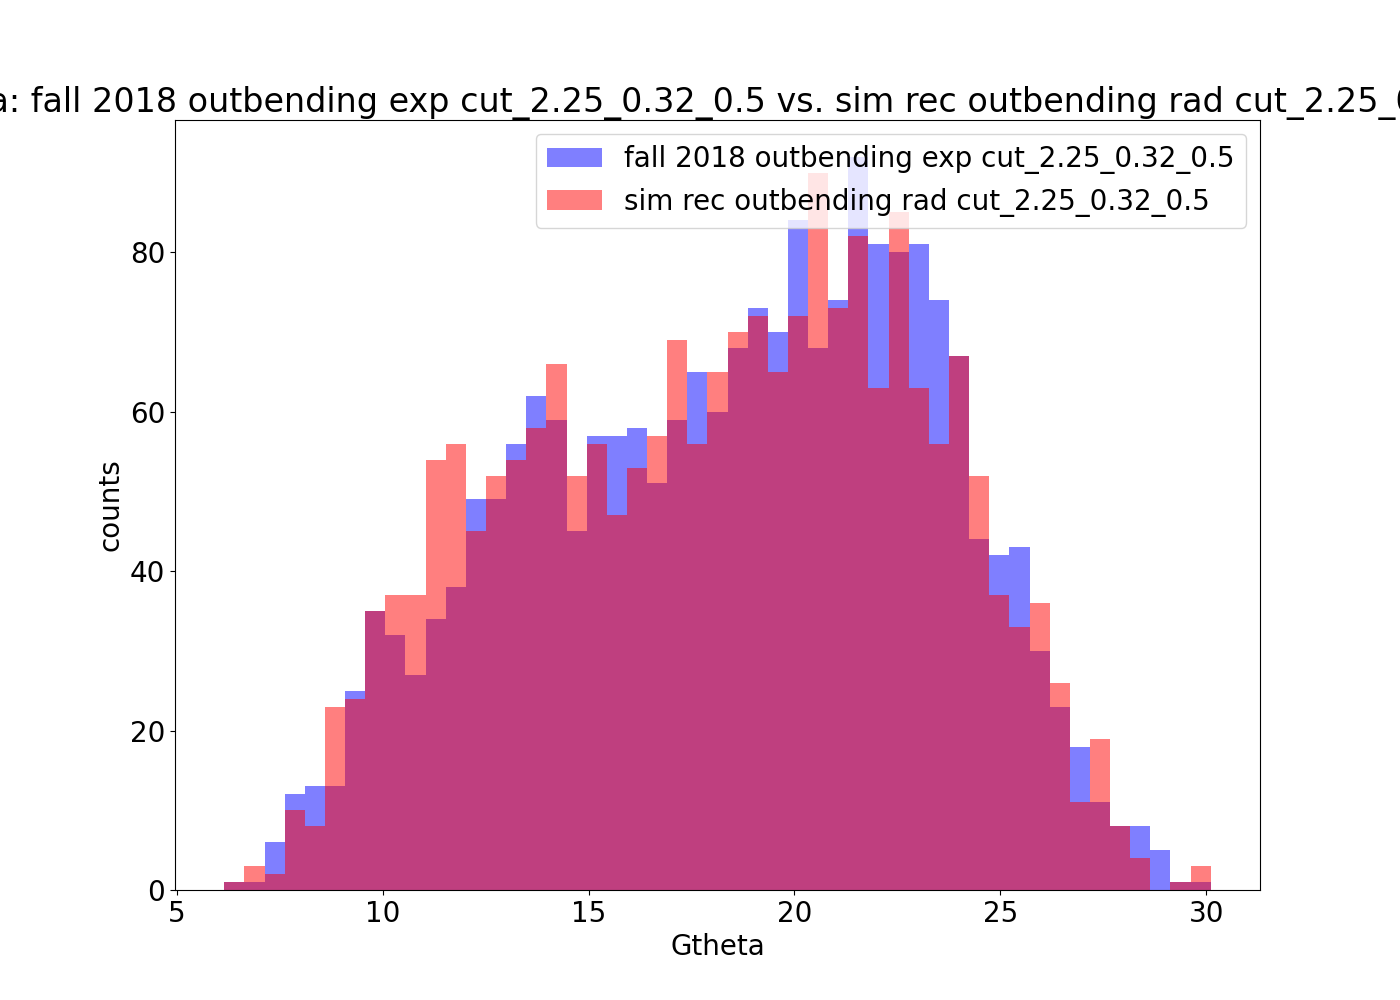 a: fall 2018 outbending exp cut_2.25_0.32_0.5 vs. sim rec outbending rad cut_2.25_
fall 2018 outbending exp cut_2.25_0.32_0.5
sim rec outbending rad cut_2.25_0.32_0.5
80
60
40
20
0
counts
5 10 15 20 25 30
Gtheta